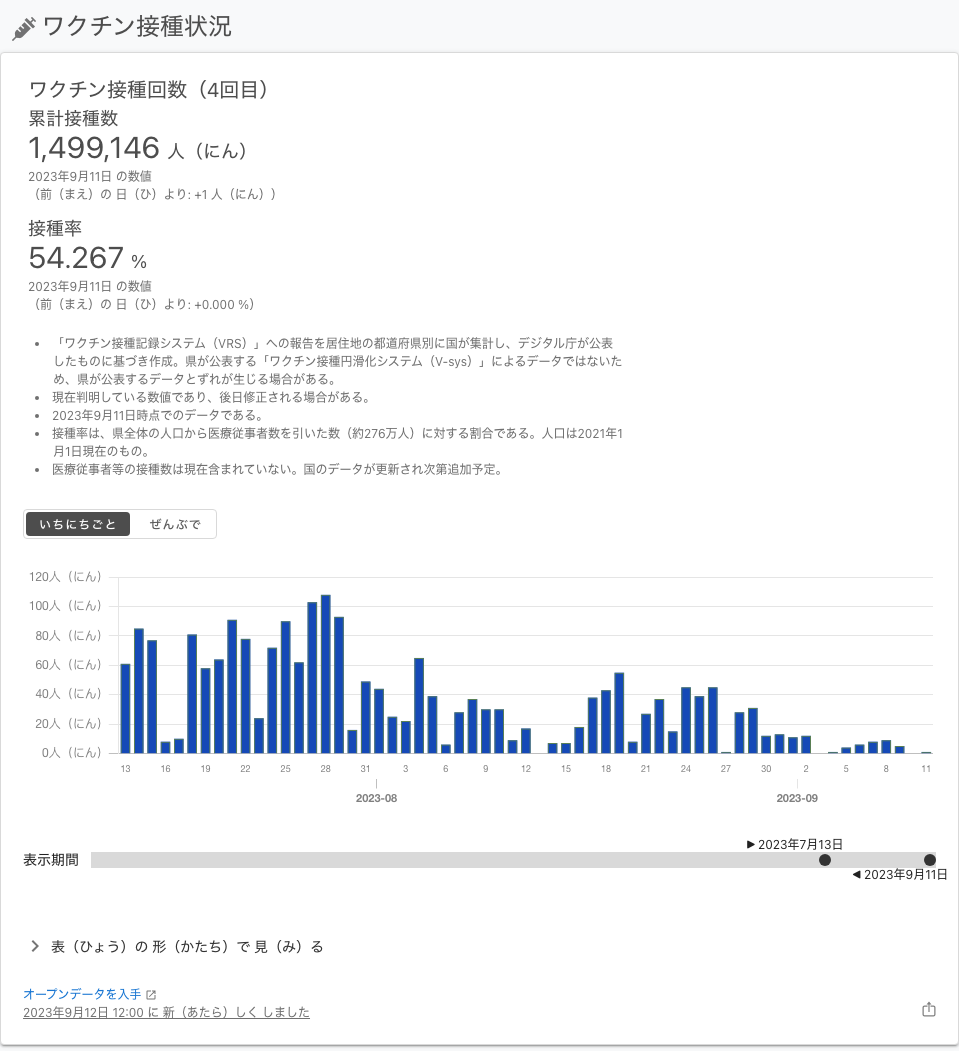 ワクチン接種状況
ワクチン接種回数（4回目）
累計接種数
1,499,146 人（にん）
2023年9月11日 の数値
（前（まえ）の 日（ひ）より: +1 人（にん））
接種率
54.267 %
2023年9月11日 の数値
（前（まえ）の 日（ひ）より: +0.000 %）
• 「ワクチン接種記録システム（VRS）」への報告を居住地の都道府県別に国が集計し、デジタル庁が公表
したものに基づき作成。県が公表する「ワクチン接種円滑化システム（V-sys）」によるデータではないた
め、県が公表するデータとずれが生じる場合がある。
• 現在判明している数値であり、後日修正される場合がある。
• 2023年9月11日時点でのデータである。
• 接種率は、県全体の人口から医療従事者数を引いた数（約276万人）に対する割合である。人口は2021年1
月1日現在のもの。
• 医療従事者等の接種数は現在含まれていない。国のデータが更新され次第追加予定。
いちにちごと ぜんぶで
120人（にん）
100人（にん）
80人（にん）
60人（にん）
40人（にん）
20人（にん）
0人（にん）
13 16 19 22 25 28 31 3 6 9 12 15 18 21 24 27 30 2 5 8 11
2023-08 2023-09
2023年7月13日
表示期間
2023年9月11日
表（ひょう）の 形（かたち）で 見（み）る
オープンデータを入手
2023年9月12日 12:00 に 新（あたら）しく しました